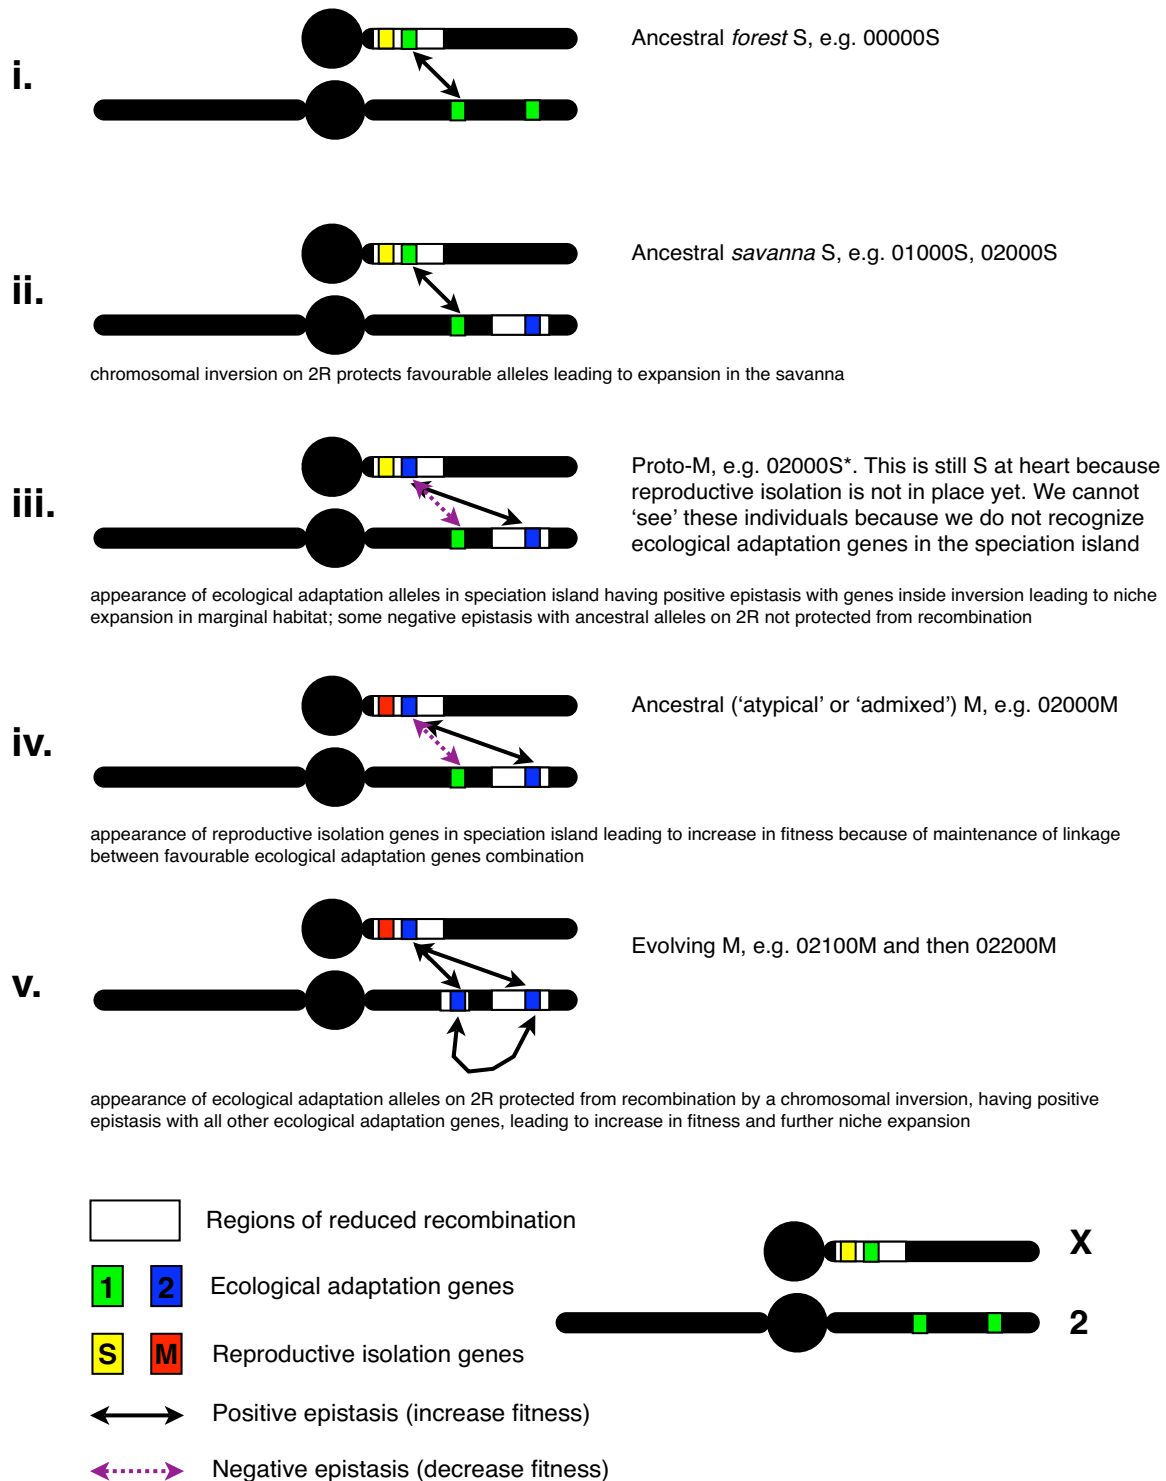 i.
Ancestral forest S, e.g. 00000S
ii.
Ancestral savanna S, e.g. 01000S, 02000S
chromosomal inversion on 2R protects favourable alleles leading to expansion in the savanna
iii.
Proto-M, e.g. 02000S*. This is still S at heart because
reproductive isolation is not in place yet. We cannot
‘see’ these individuals because we do not recognize
ecological adaptation genes in the speciation island
appearance of ecological adaptation alleles in speciation island having positive epistasis with genes inside inversion leading to niche
expansion in marginal habitat; some negative epistasis with ancestral alleles on 2R not protected from recombination
iv.
Ancestral (‘atypical’ or ‘admixed’) M, e.g. 02000M
appearance of reproductive isolation genes in speciation island leading to increase in fitness because of maintenance of linkage
between favourable ecological adaptation genes combination
v.
Evolving M, e.g. 02100M and then 02200M
appearance of ecological adaptation alleles on 2R protected from recombination by a chromosomal inversion, having positive
epistasis with all other ecological adaptation genes, leading to increase in fitness and further niche expansion
Regions of reduced recombination
1 2 Ecological adaptation genes
S M Reproductive isolation genes
Positive epistasis (increase fitness)
Negative epistasis (decrease fitness)
X
2